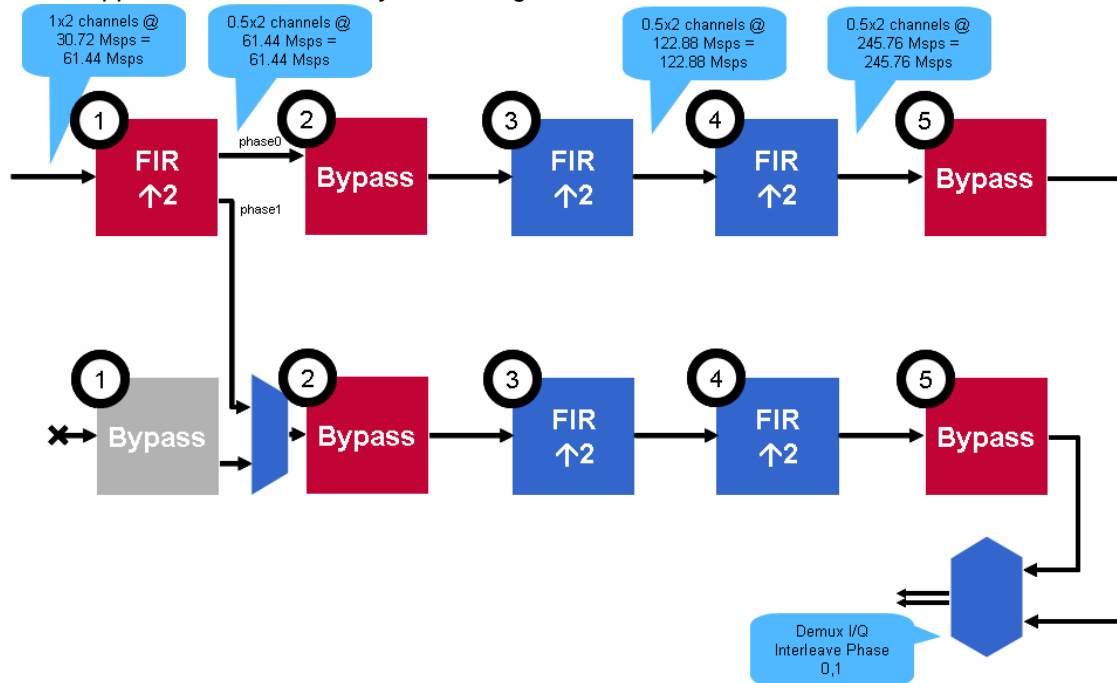 1x2 channels @
30.72 Msps =
61.44 Msps
0.5x2 channels @
61.44 Msps =
61.44 Msps
0.5x2 channels @
122.88 Msps =
122.88 Msps
0.5x2 channels @
245.76 Msps =
245.76 Msps
1
FIR
↑2
phase0
phase1
2
Bypass
3
FIR
↑2
4
FIR
↑2
5
Bypass
1
Bypass
2
Bypass
3
FIR
↑2
4
FIR
↑2
5
Bypass
Demux I/Q
Interleave Phase
0,1